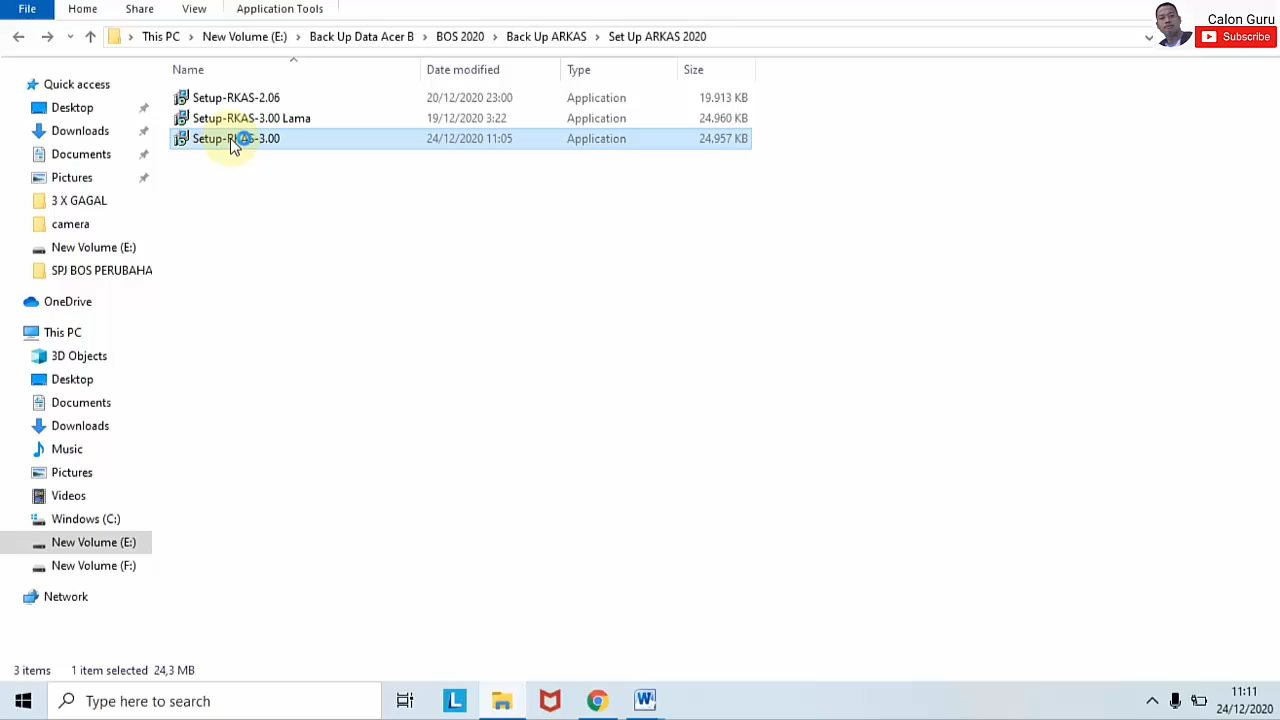 File Home Share View Application Tools
Calon Guru
Subscribe
This PC New Volume (E:) Back Up Data Acer B BOS 2020 Back Up ARKAS Set Up ARKAS 2020
Name Date modified Type Size
Quick access
Desktop
Downloads
Documents
Pictures
3 X GAGAL
camera
New Volume (E:)
SPJ BOS PERUBAHA
OneDrive
This PC
3D Objects
Desktop
Documents
Downloads
Music
Pictures
Videos
Windows (C:)
New Volume (E:)
New Volume (F:)
Network
Setup-RKAS-2.06 20/12/2020 23:00 Application 19.913 KB
Setup-RKAS-3.00 Lama 19/12/2020 3:22 Application 24.960 KB
Setup-RKAS-3.00 24/12/2020 11:05 Application 24.957 KB
3 items 1 item selected 24,3 MB
Type here to search
11:11
24/12/2020